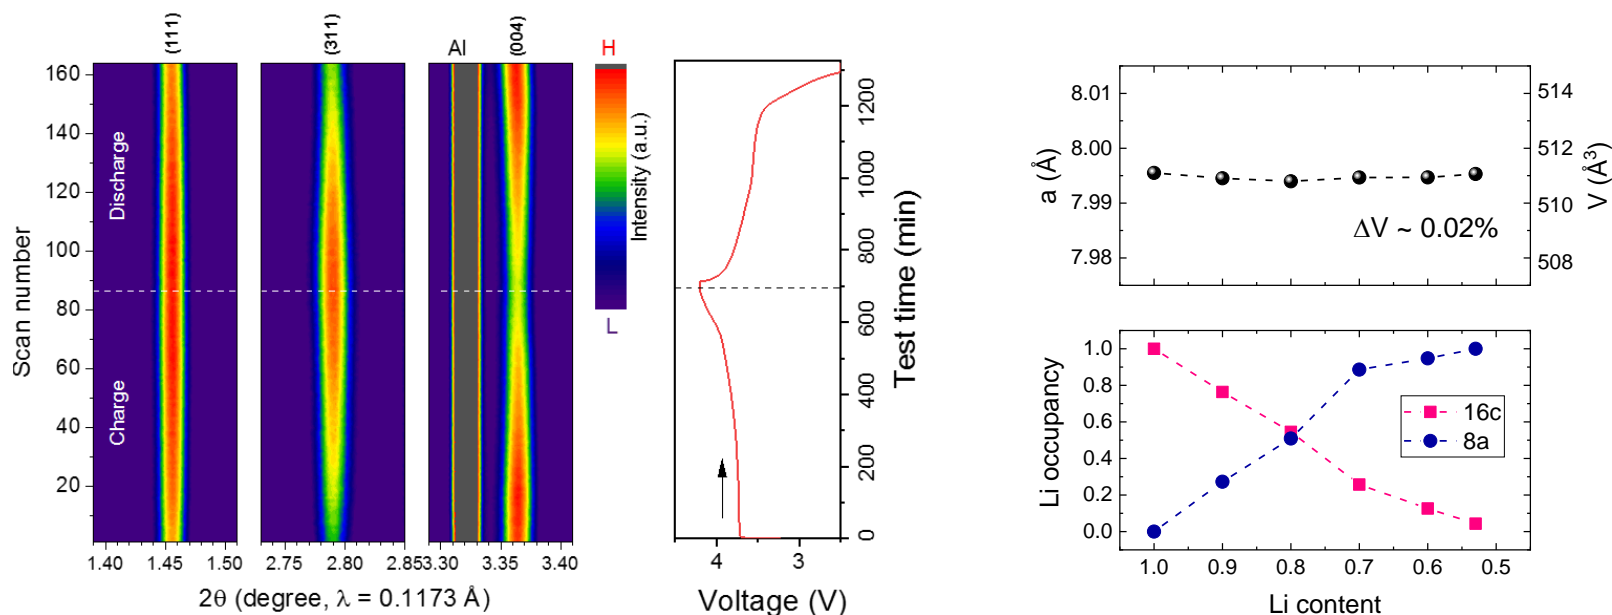 (111)
(311)
Al
(004)
H
160
140
120
100
80
60
40
20
Scan number
Discharge
Charge
Intensity (a.u.)
L
1.40
1.45
1.50
2.75
2.80
2.85
3.30
3.35
3.40
2θ (degree, λ = 0.1173 Å)
1200
1000
800
600
400
200
0
Test time (min)
4
3
Voltage (V)
8.01
8.00
7.99
7.98
a (Å)
514
512
510
508
V (Å³)
ΔV ~ 0.02%
1.0
0.8
0.6
0.4
0.2
0.0
Li occupancy
16c
8a
1.0
0.9
0.8
0.7
0.6
0.5
Li content